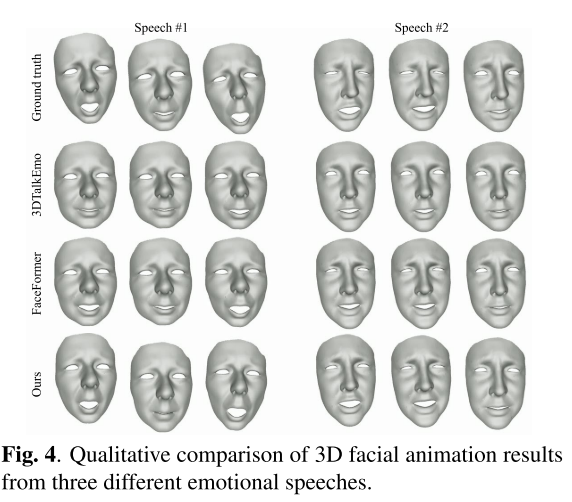 Speech #1 Speech #2
Ground truth
3DTalkEmo
FaceFormer
Ours
Fig. 4. Qualitative comparison of 3D facial animation results
from three different emotional speeches.